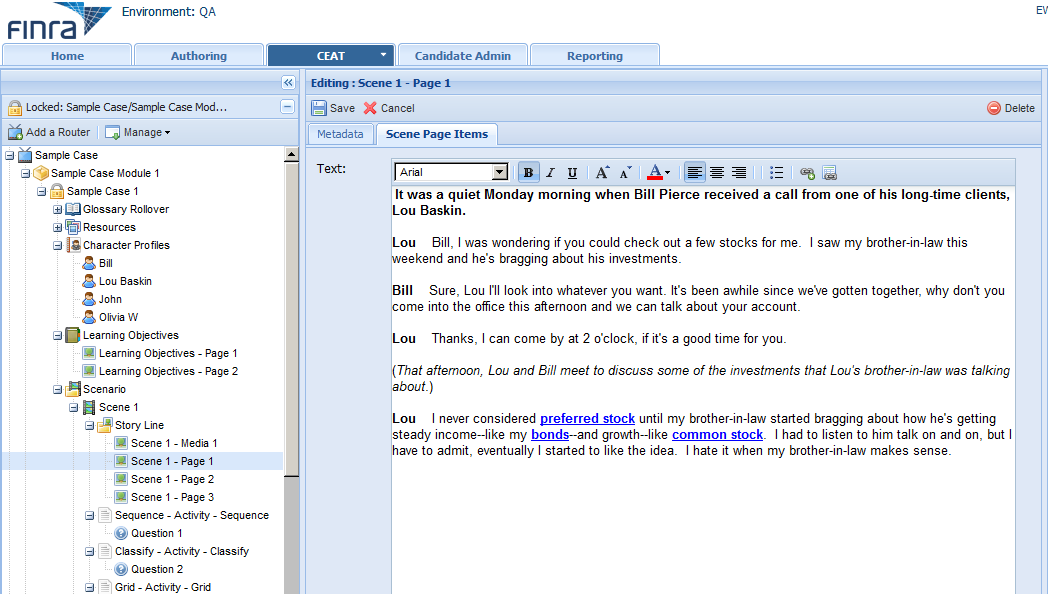 finra
Environment: QA
EW
Home
Authoring
CEAT
Candidate Admin
Reporting
Locked: Sample Case/Sample Case Mod...
Add a Router
Manage
Sample Case
Sample Case Module 1
Sample Case 1
Glossary Rollover
Resources
Character Profiles
Bill
Lou Baskin
John
Olivia W
Learning Objectives
Learning Objectives - Page 1
Learning Objectives - Page 2
Scenario
Scene 1
Story Line
Scene 1 - Media 1
Scene 1 - Page 1
Scene 1 - Page 2
Scene 1 - Page 3
Sequence - Activity - Sequence
Question 1
Classify - Activity - Classify
Question 2
Grid - Activity - Grid
Editing : Scene 1 - Page 1
Save
Cancel
Delete
Metadata
Scene Page Items
Text:
Arial
B I U A A A
It was a quiet Monday morning when Bill Pierce received a call from one of his long-time clients,
Lou Baskin.
Lou Bill, I was wondering if you could check out a few stocks for me. I saw my brother-in-law this
weekend and he's bragging about his investments.
Bill Sure, Lou I'll look into whatever you want. It's been awhile since we've gotten together, why don't you
come into the office this afternoon and we can talk about your account.
Lou Thanks, I can come by at 2 o'clock, if it's a good time for you.
(That afternoon, Lou and Bill meet to discuss some of the investments that Lou's brother-in-law was talking
about.)
Lou I never considered preferred stock until my brother-in-law started bragging about how he's getting
steady income--like my bonds--and growth--like common stock. I had to listen to him talk on and on, but I
have to admit, eventually I started to like the idea. I hate it when my brother-in-law makes sense.